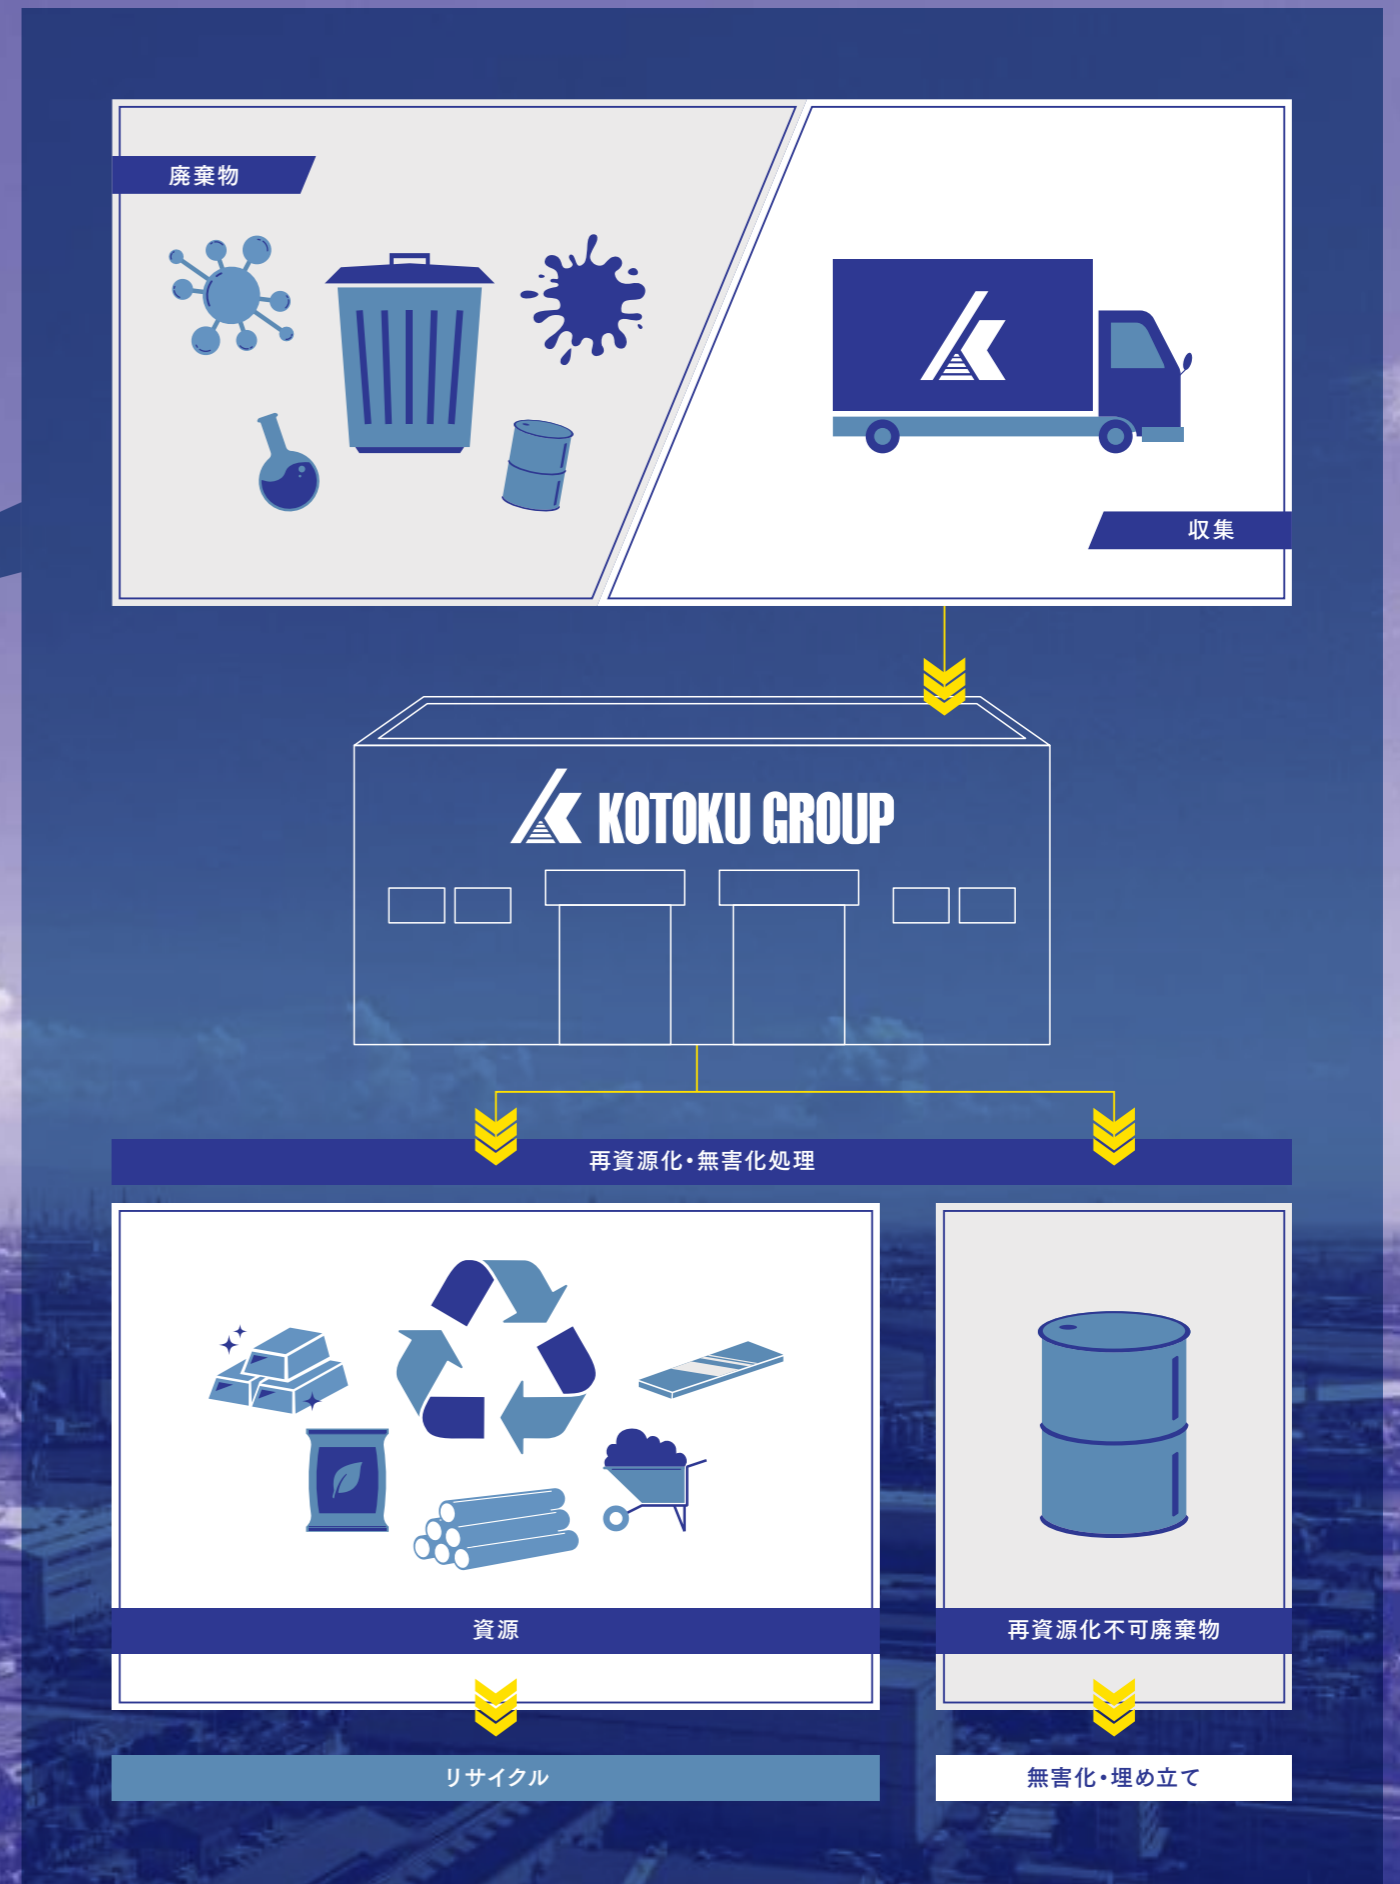 廃棄物
収集
KOTOKU GROUP
再資源化・無害化処理
資源
再資源化不可廃棄物
リサイクル
無害化・埋め立て